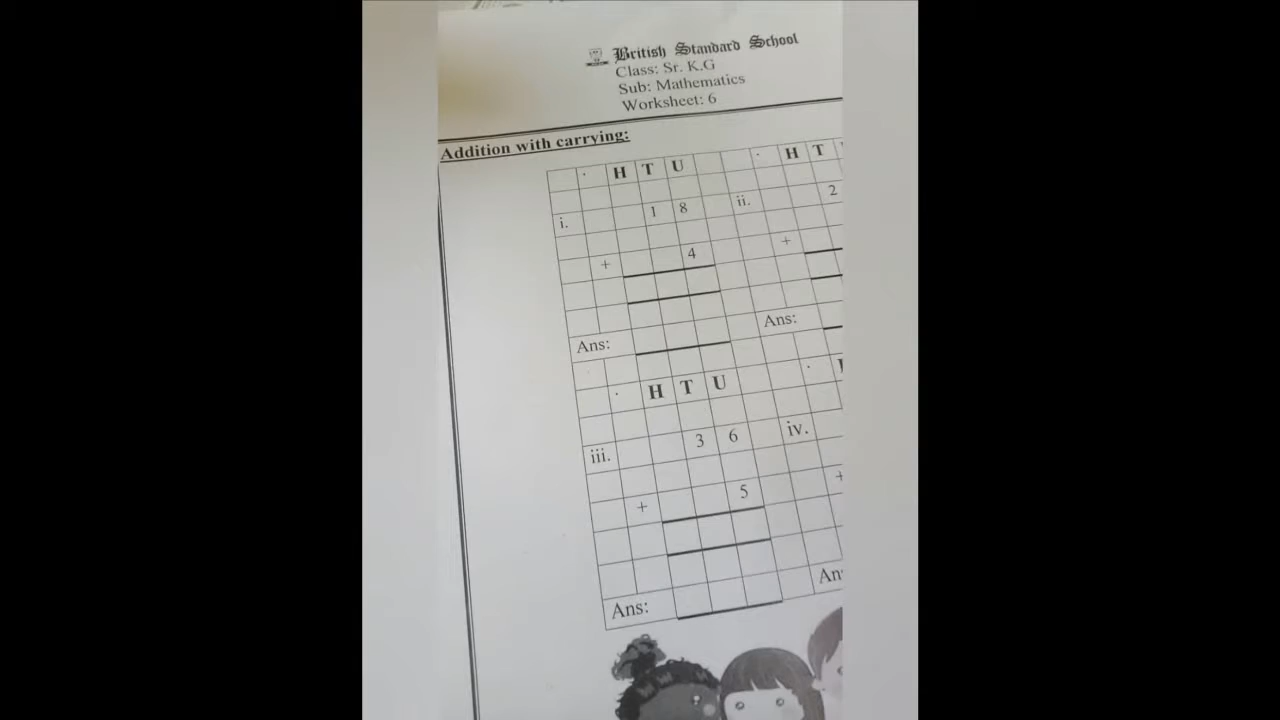 British Standard School
Class: Sr. K.G
Sub: Mathematics
Worksheet: 6
Addition with carrying:
H T U
i. 1 8
+ 4
Ans:
H T
ii. 2
+
Ans:
H T U
iii. 3 6
+ 5
Ans:
iv.
+